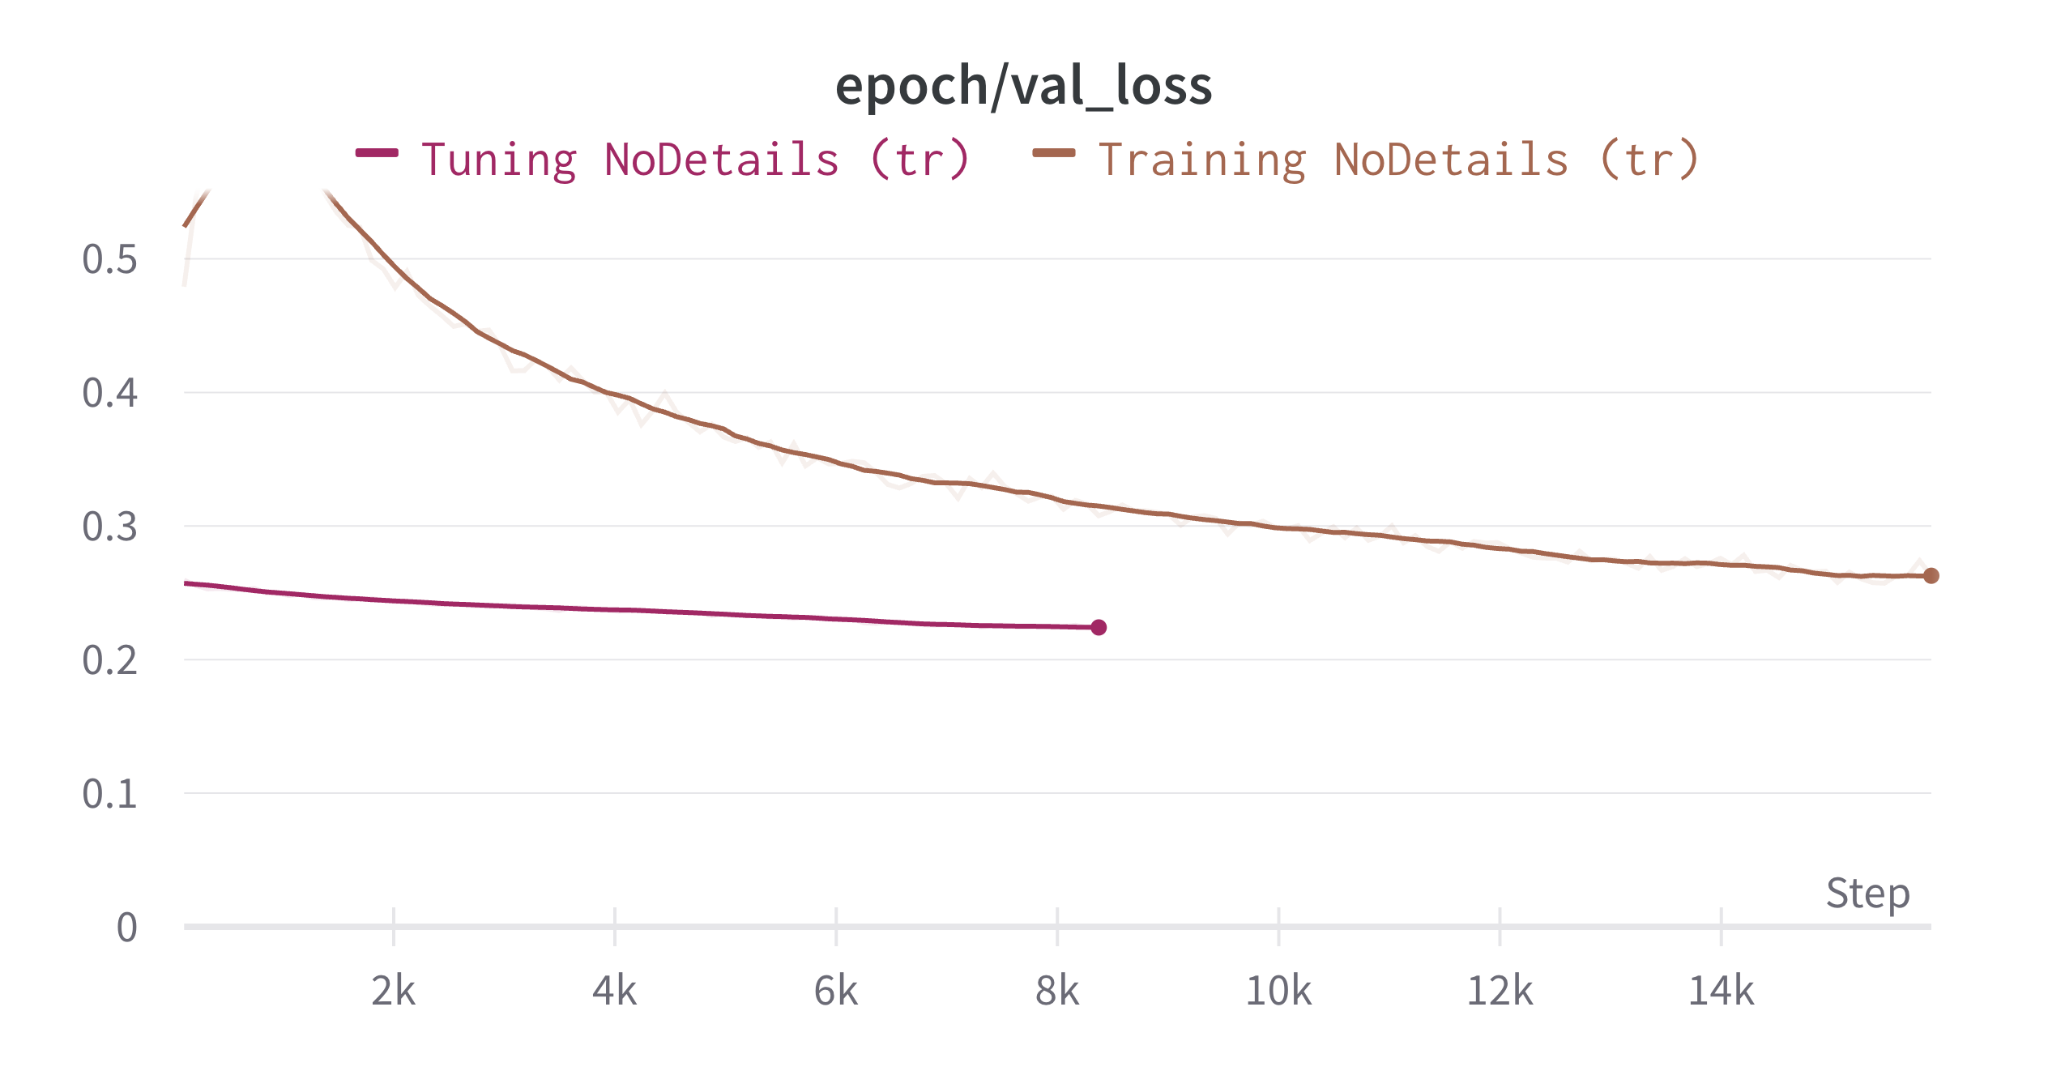 epoch/val_loss
Tuning NoDetails (tr) Training NoDetails (tr)
0.5
0.4
0.3
0.2
0.1
Step
0
2k 4k 6k 8k 10k 12k 14k